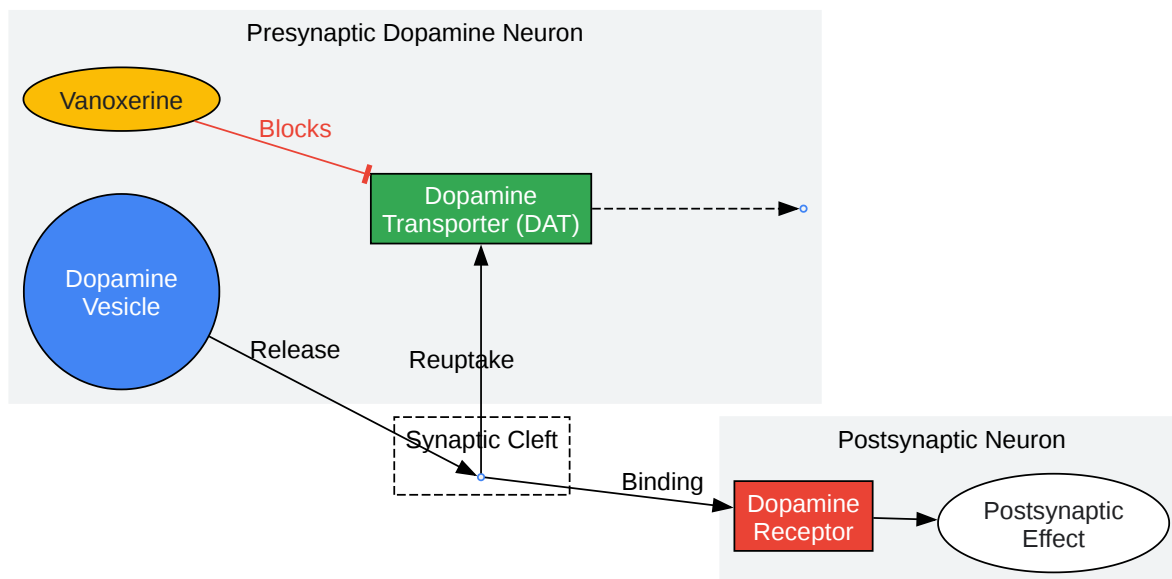 Presynaptic Dopamine Neuron
Vanoxerine
Blocks
Dopamine
Transporter (DAT)
Dopamine
Vesicle
Release
Reuptake
Synaptic Cleft
Postsynaptic Neuron
Binding
Dopamine
Receptor
Postsynaptic
Effect